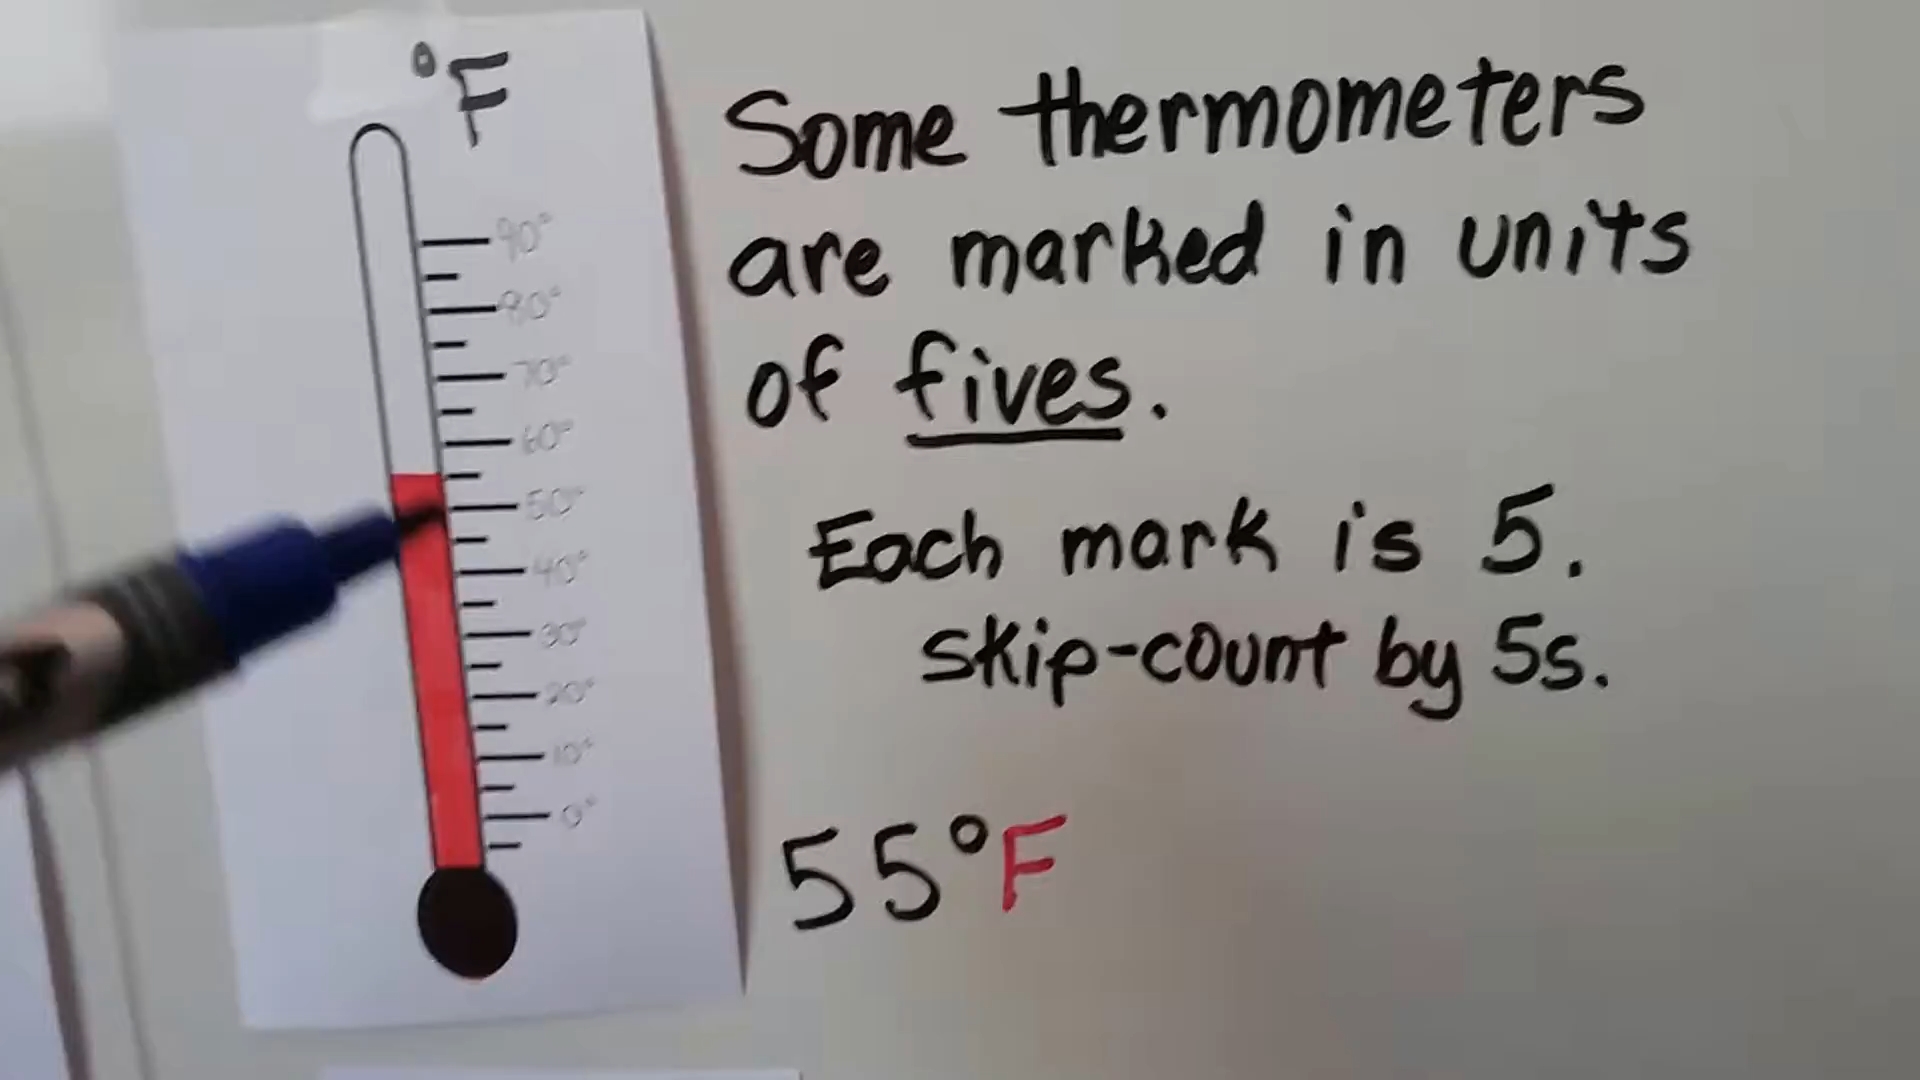 °F
90°
80°
70°
60°
50°
40°
30°
20°
10°
0°
Some thermometers
are marked in units
of fives.
Each mark is 5.
skip-count by 5s.
55°F